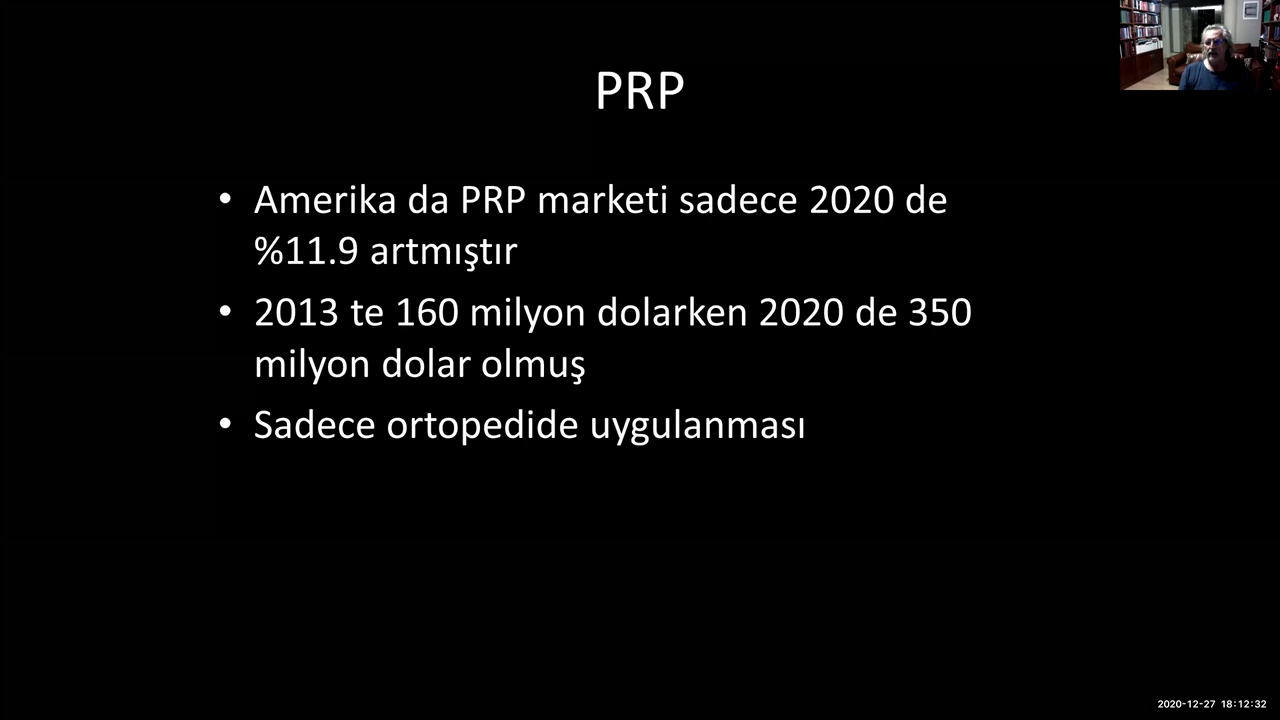 PRP
• Amerika da PRP marketi sadece 2020 de
%11.9 artmıştır
• 2013 te 160 milyon dolarken 2020 de 350
milyon dolar olmuş
• Sadece ortopedide uygulanması
2020-12-27 18:12:32